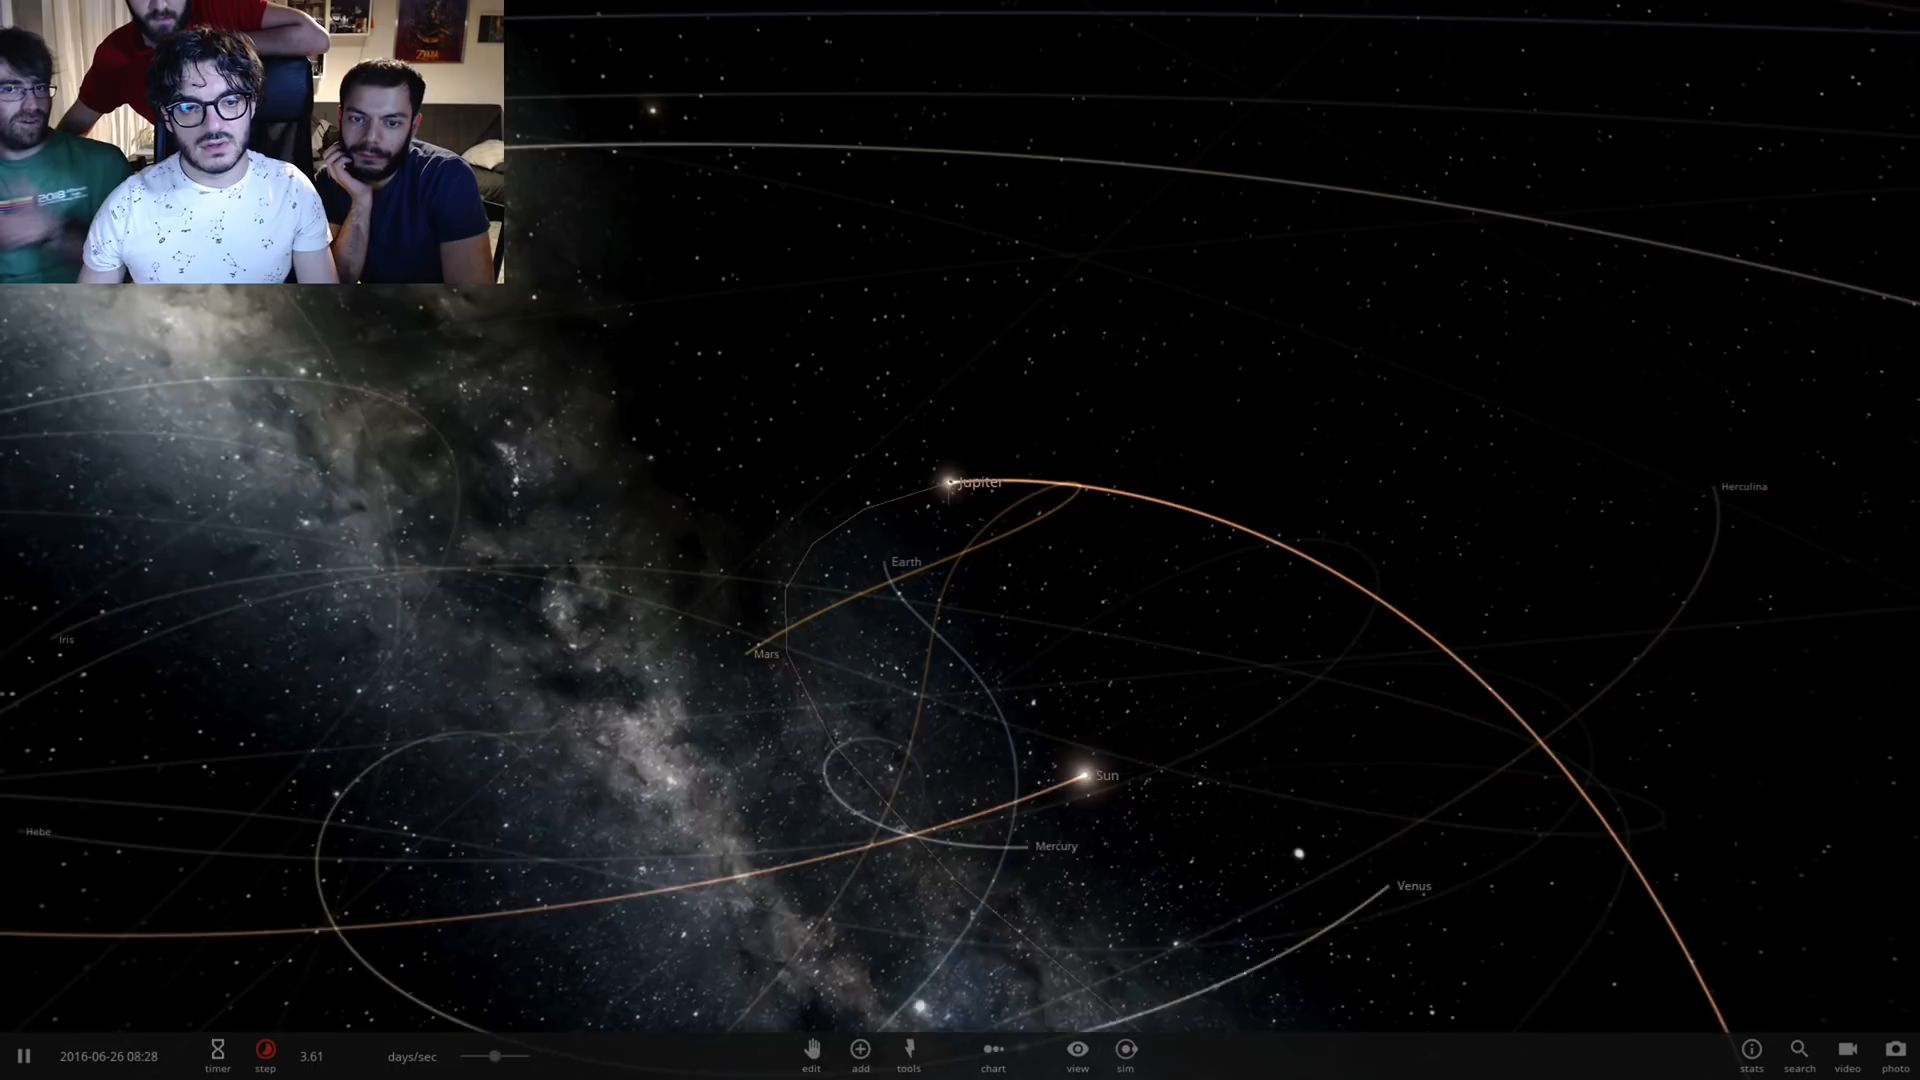 ZELDA
2018
Jupiter
Herculina
Earth
Iris
Mars
Sun
Hebe
Mercury
Venus
2016-06-26 08:28
timer
step
3.61
days/sec
edit
add
tools
chart
view
sim
stats
search
video
photo